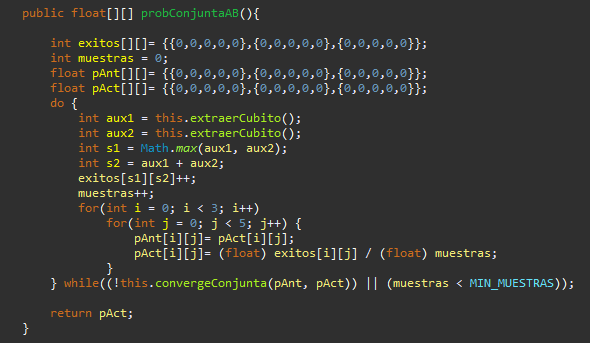 public float[][] probConjuntaAB(){
int exitos[][]= {{0,0,0,0,0},{0,0,0,0,0},{0,0,0,0,0}};
int muestras = 0;
float pAnt[][]= {{0,0,0,0,0},{0,0,0,0,0},{0,0,0,0,0}};
float pAct[][]= {{0,0,0,0,0},{0,0,0,0,0},{0,0,0,0,0}};
do {
int aux1 = this.extraerCubito();
int aux2 = this.extraerCubito();
int s1 = Math.max(aux1, aux2);
int s2 = aux1 + aux2;
exitos[s1][s2]++;
muestras++;
for(int i = 0; i < 3; i++)
for(int j = 0; j < 5; j++) {
pAnt[i][j]= pAct[i][j];
pAct[i][j]= (float) exitos[i][j] / (float) muestras;
}
} while((!this.convergeConjunta(pAnt, pAct)) || (muestras < MIN_MUESTRAS));
return pAct;
}